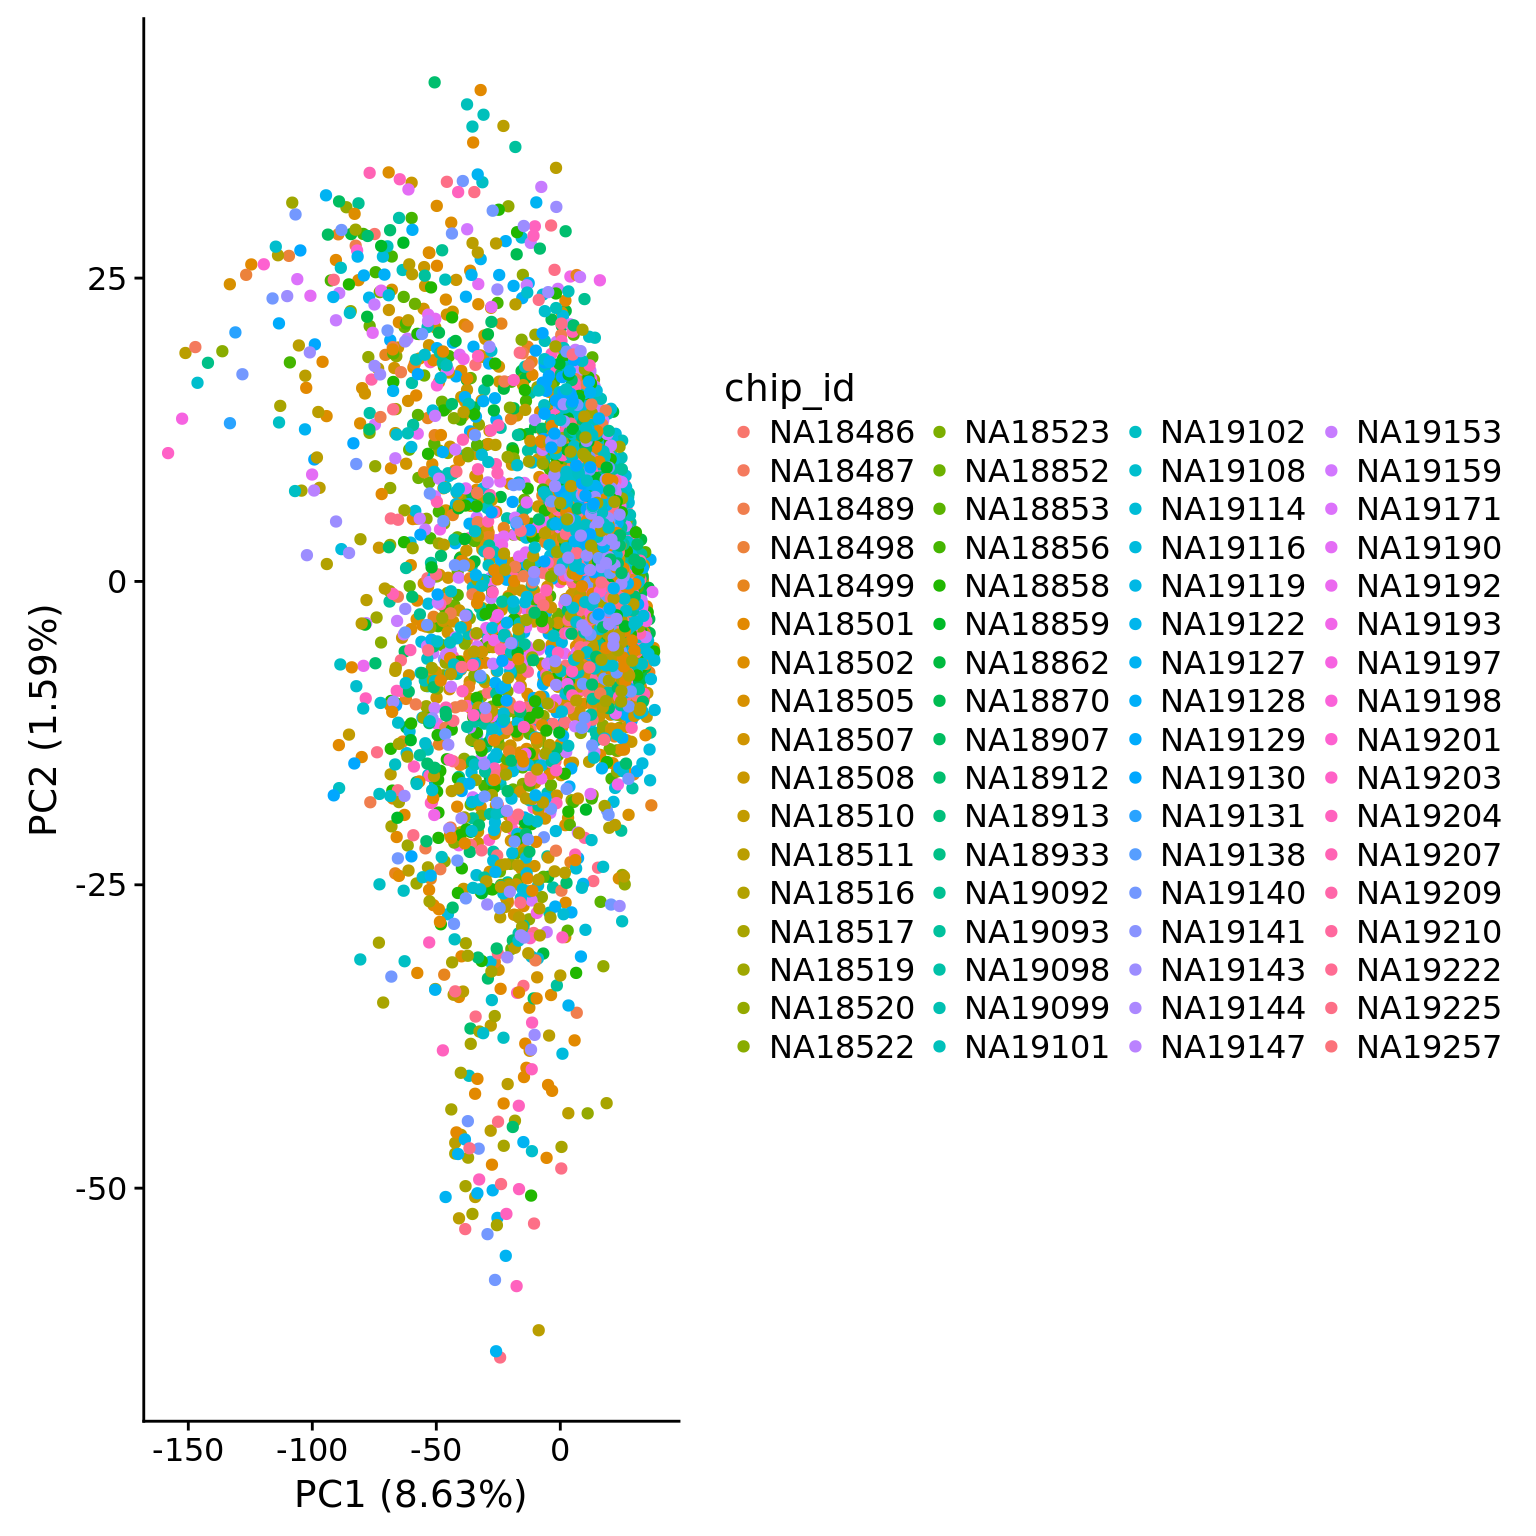 25
0
-25
-50
PC2 (1.59%)
-150 -100 -50 0
PC1 (8.63%)
chip_id
NA18486 NA18523 NA19102 NA19153
NA18487 NA18852 NA19108 NA19159
NA18489 NA18853 NA19114 NA19171
NA18498 NA18856 NA19116 NA19190
NA18499 NA18858 NA19119 NA19192
NA18501 NA18859 NA19122 NA19193
NA18502 NA18862 NA19127 NA19197
NA18505 NA18870 NA19128 NA19198
NA18507 NA18907 NA19129 NA19201
NA18508 NA18912 NA19130 NA19203
NA18510 NA18913 NA19131 NA19204
NA18511 NA18933 NA19138 NA19207
NA18516 NA19092 NA19140 NA19209
NA18517 NA19093 NA19141 NA19210
NA18519 NA19098 NA19143 NA19222
NA18520 NA19099 NA19144 NA19225
NA18522 NA19101 NA19147 NA19257